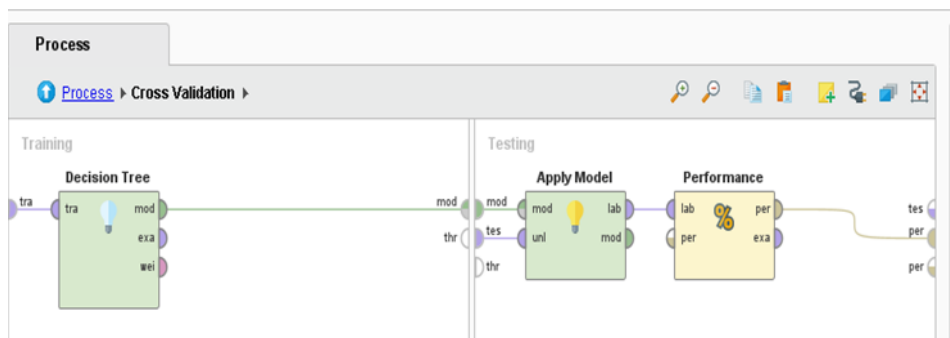 Process
Process Cross Validation
Training
Testing
Decision Tree
Apply Model
Performance
tra
tra
mod
exa
wei
mod
thr
mod
tes
thr
mod
unl
lab
mod
lab
per
per
exa
%
tes
per
per